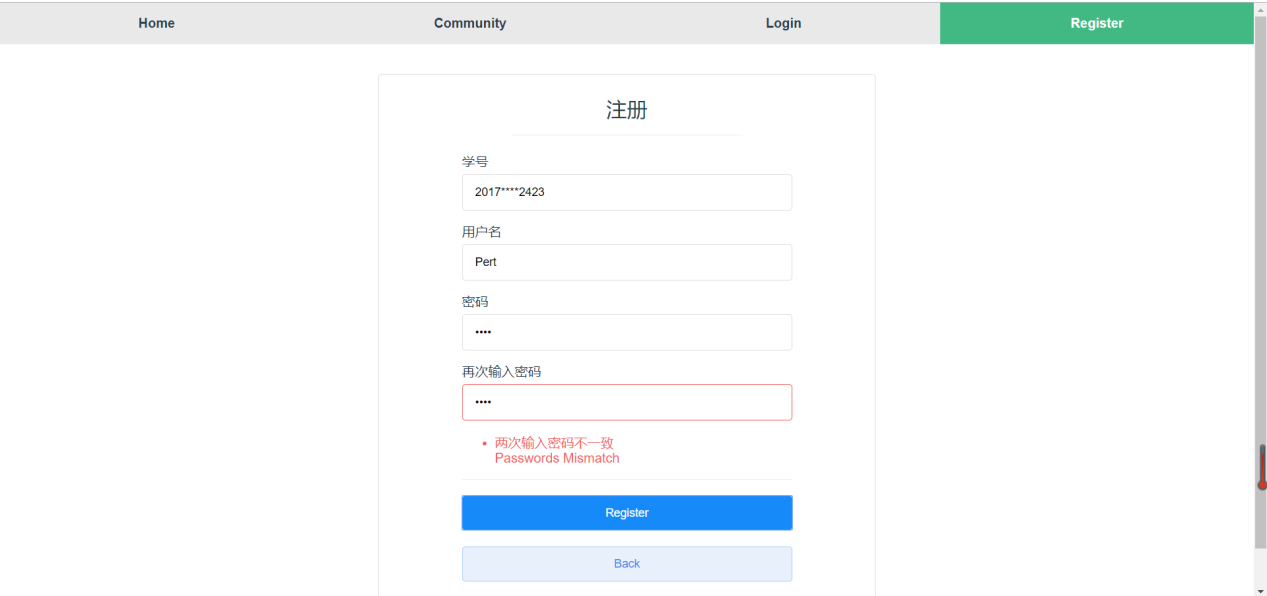 Home Community Login Register
注册
学号
2017****2423
用户名
Pert
密码
••••
再次输入密码
••••
• 两次输入密码不一致
Passwords Mismatch
Register
Back